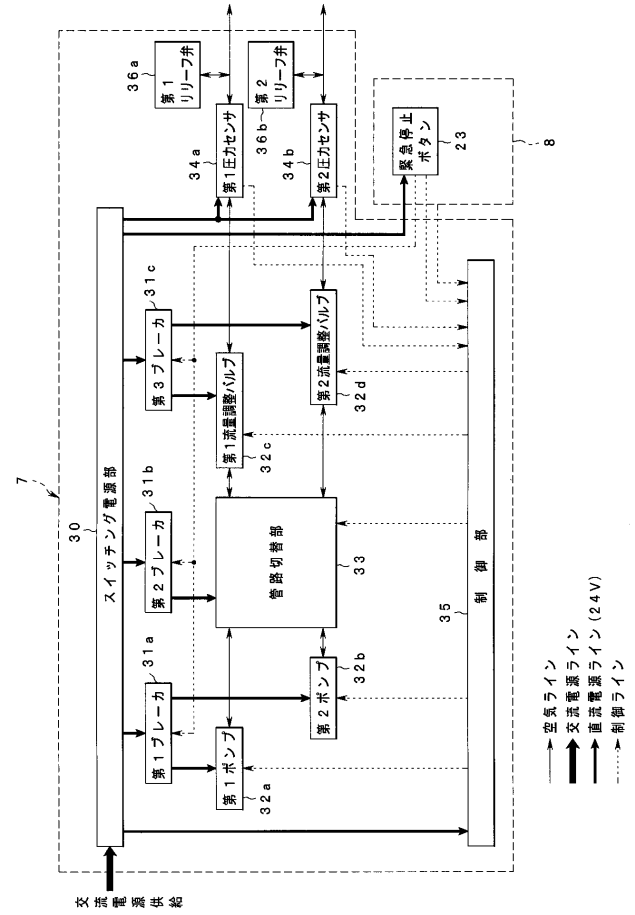 7
交流電源供給
30
スイッチング電源部
31a
第1ブレーカ
31b
第2ブレーカ
31c
第3ブレーカ
第1ポンプ
32a
第2ポンプ
32b
管路切替部
33
第1流量調整バルブ
32c
第2流量調整バルブ
32d
34a
第1圧力センサ
34b
第2圧力センサ
36a
第1
リリーフ弁
36b
第2
リリーフ弁
緊急停止
ボタン
23
8
35
制御部
空気ライン
交流電源ライン
直流電源ライン(24V)
制御ライン